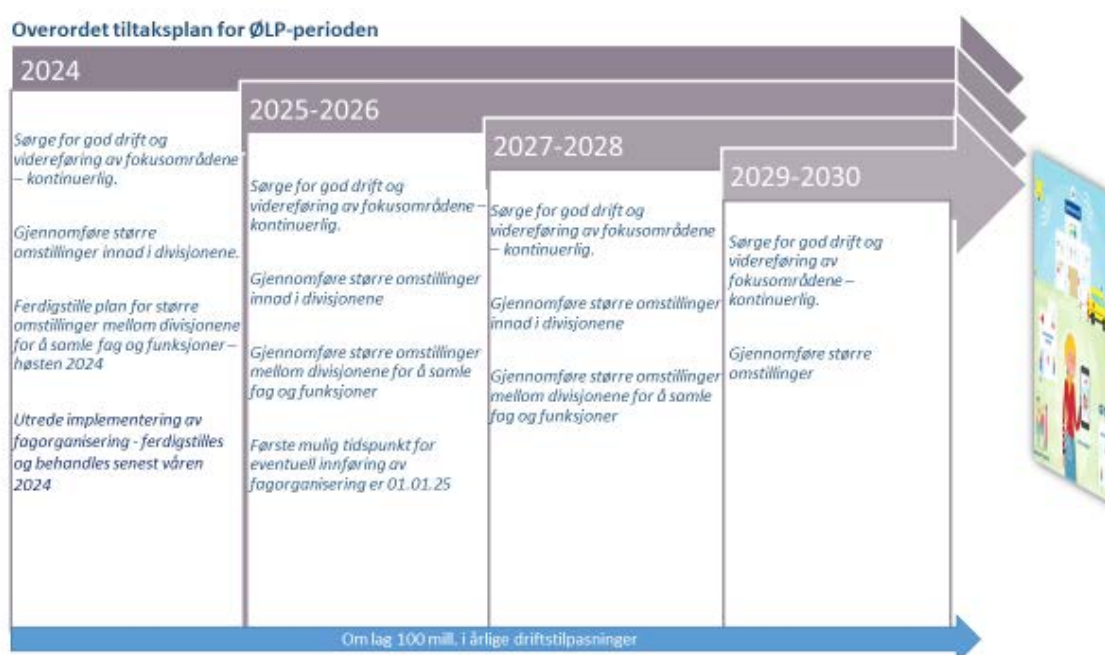 Overordet tiltaksplan for ØLP-perioden
2024
Sørge for god drift og
videreføring av fokusområdene
– kontinuerlig.
Gjennomføre større
omstillinger innad i divisjonene.
Ferdigstille plan for større
omstillinger mellom divisjonene
for å samle fag og funksjoner –
høsten 2024
Utrede implementering av
fagorganisering - ferdigstilles
og behandles senest våren
2024
2025-2026
Sørge for god drift og
videreføring av fokusområdene –
kontinuerlig.
Gjennomføre større omstillinger
innad i divisjonene
Gjennomføre større omstillinger
mellom divisjonene for å samle
fag og funksjoner
Første mulig tidspunkt for
eventuell innføring av
fagorganisering er 01.01.25
2027-2028
Sørge for god drift og
videreføring av fokusområdene
– kontinuerlig.
Gjennomføre større omstillinger
innad i divisjonene
Gjennomføre større omstillinger
mellom divisjonene for å samle
fag og funksjoner
2029-2030
Sørge for god drift og
videreføring av
fokusområdene –
kontinuerlig.
Gjennomføre større
omstillinger
Om lag 100 mill. i årlige driftstilpasninger